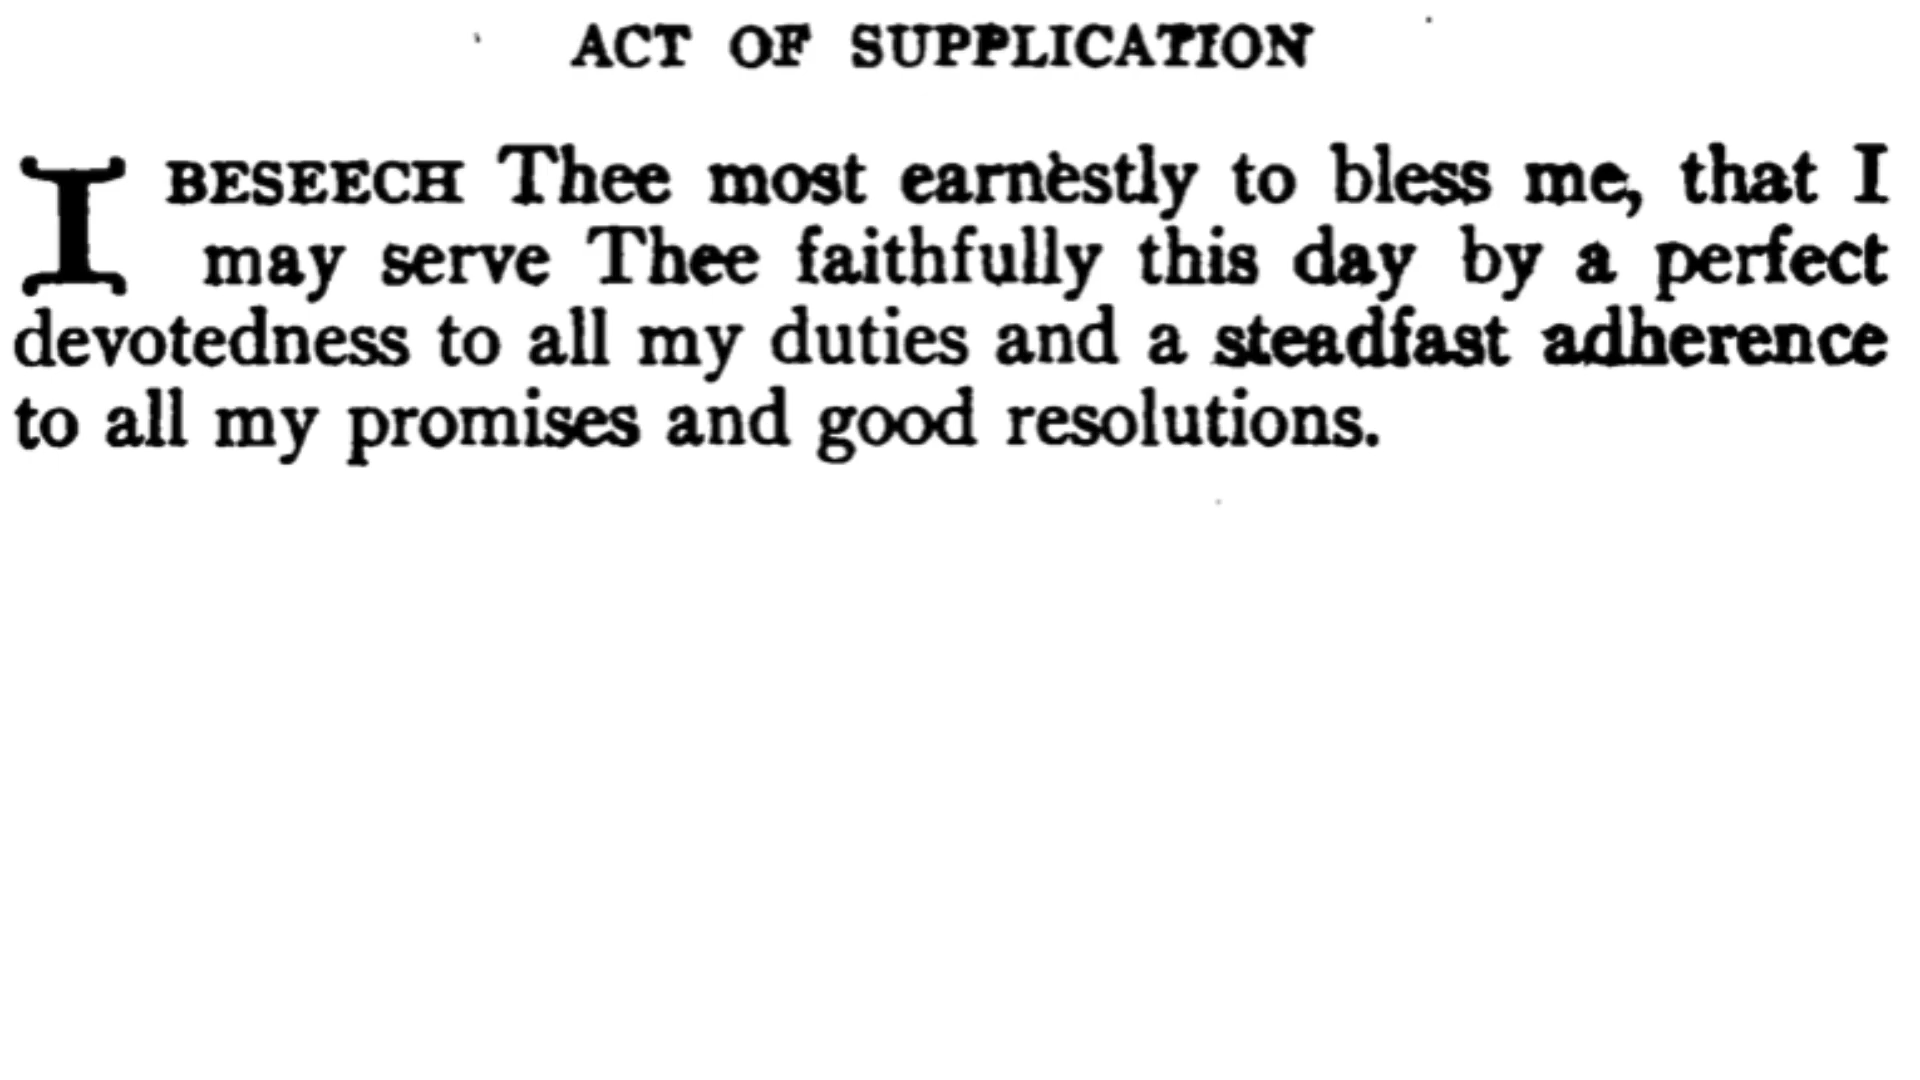 ACT OF SUPPLICATION
I BESEECH Thee most earnestly to bless me, that I
may serve Thee faithfully this day by a perfect
devotedness to all my duties and a steadfast adherence
to all my promises and good resolutions.